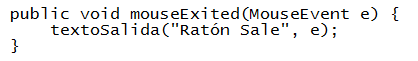 public void mouseExited(MouseEvent e) {
    textoSalida("Ratón Sale", e);
}